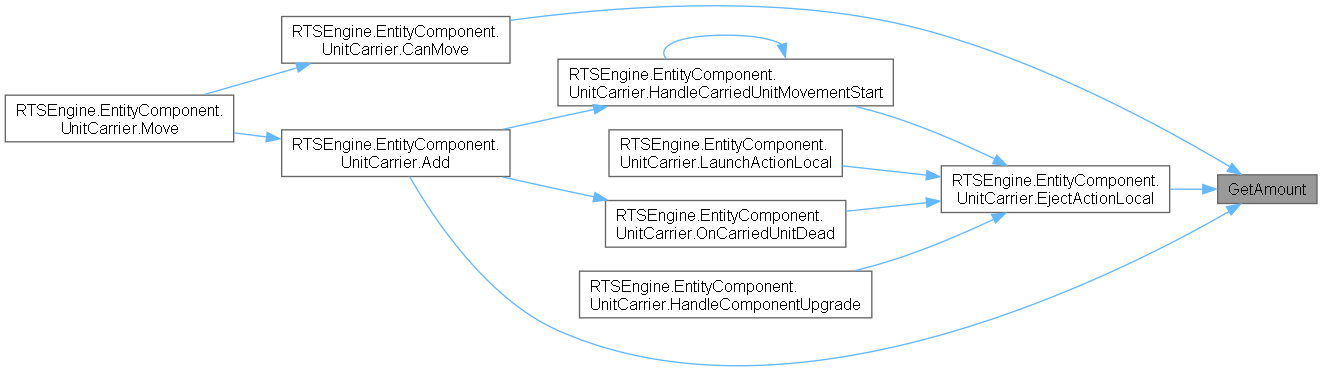 RTSEngine.EntityComponent.
UnitCarrier.CanMove
RTSEngine.EntityComponent.
UnitCarrier.HandleCarriedUnitMovementStart
RTSEngine.EntityComponent.
UnitCarrier.Move
RTSEngine.EntityComponent.
UnitCarrier.Add
RTSEngine.EntityComponent.
UnitCarrier.LaunchActionLocal
RTSEngine.EntityComponent.
UnitCarrier.EjectActionLocal
GetAmount
RTSEngine.EntityComponent.
UnitCarrier.OnCarriedUnitDead
RTSEngine.EntityComponent.
UnitCarrier.HandleComponentUpgrade